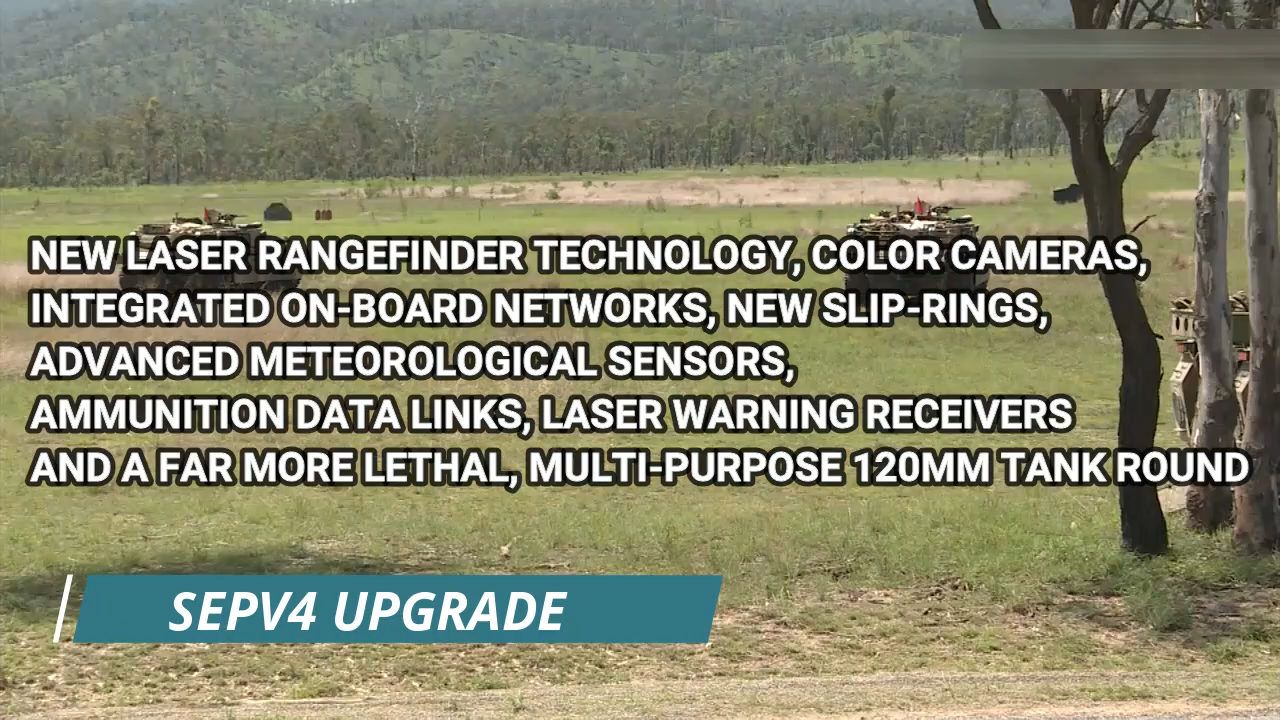 NEW LASER RANGEFINDER TECHNOLOGY, COLOR CAMERAS,
INTEGRATED ON-BOARD NETWORKS, NEW SLIP-RINGS,
ADVANCED METEOROLOGICAL SENSORS,
AMMUNITION DATA LINKS, LASER WARNING RECEIVERS
AND A FAR MORE LETHAL, MULTI-PURPOSE 120MM TANK ROUND
SEPV4 UPGRADE